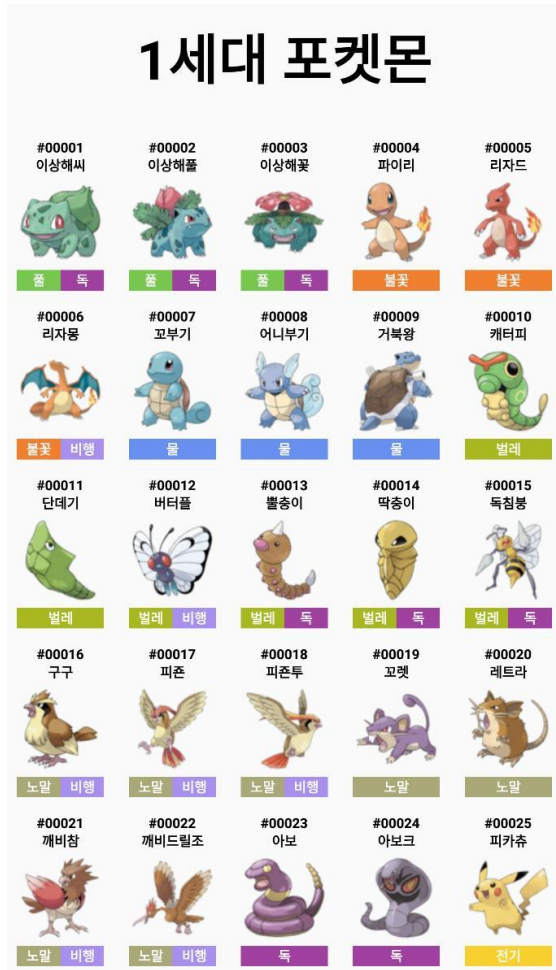 1세대 포켓몬
#00001 #00002 #00003 #00004 #00005
이상해씨 이상해풀 이상해꽃 파이리 리자드
풀 독 풀 독 풀 독 불꽃 불꽃
#00006 #00007 #00008 #00009 #00010
리자몽 꼬부기 어니부기 거북왕 캐터피
불꽃 비행 물 물 물 벌레
#00011 #00012 #00013 #00014 #00015
단데기 버터플 뿔충이 딱충이 독침붕
벌레 벌레 비행 벌레 독 벌레 독 벌레 독
#00016 #00017 #00018 #00019 #00020
구구 피죤 피죤투 꼬렛 레트라
노말 비행 노말 비행 노말 비행 노말 노말
#00021 #00022 #00023 #00024 #00025
깨비참 깨비드릴조 아보 아보크 피카츄
노말 비행 노말 비행 독 독 전기